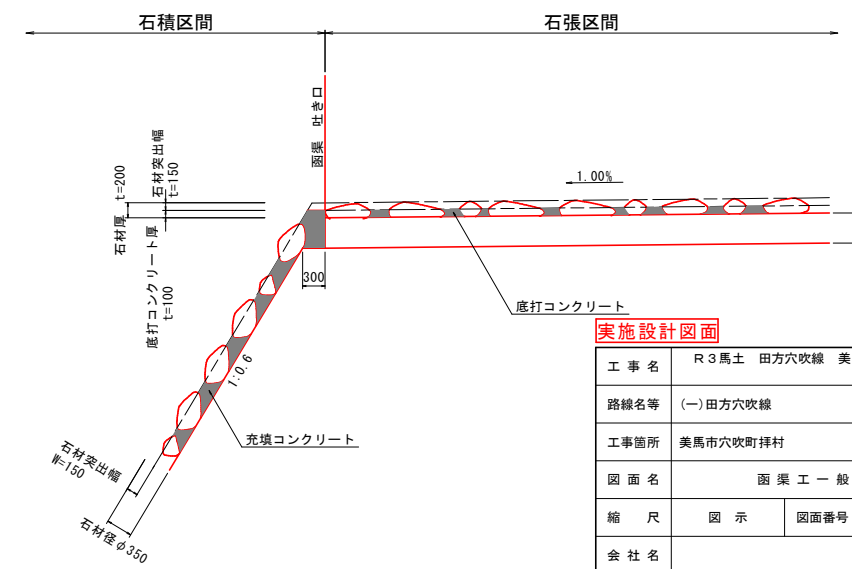 石積区間
石張区間
函渠 吐き口
石材突出幅
t=150
石材厚 t=200
底打コンクリート厚
t=100
1.00%
300
底打コンクリート
1:0.6
充填コンクリート
石材突出幅
W=150
石材径φ350
実施設計図面
工事名 R3馬土 田方穴吹線 美
路線名等 (一)田方穴吹線
工事箇所 美馬市穴吹町拝村
図面名 函渠工一般
縮尺 図示 図面番号
会社名